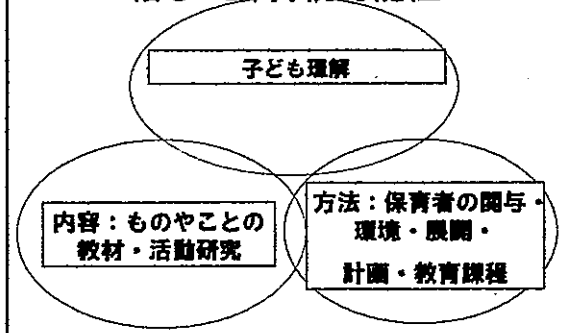 子ども理解
内容：ものやことの
教材・活動研究
方法：保育者の関与・
環境・展開・
計画・教育課程